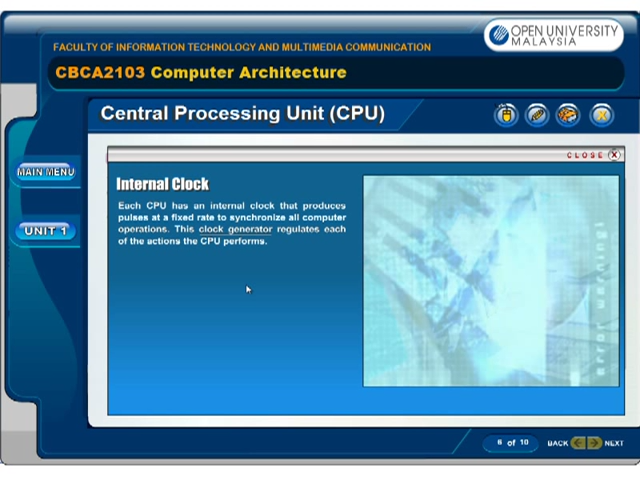 OPEN UNIVERSITY
MALAYSIA
FACULTY OF INFORMATION TECHNOLOGY AND MULTIMEDIA COMMUNICATION
CBCA2103 Computer Architecture
Central Processing Unit (CPU)
MAIN MENU
UNIT 1
CLOSE
Internal Clock
Each CPU has an internal clock that produces
pulses at a fixed rate to synchronize all computer
operations. This clock generator regulates each
of the actions the CPU performs.
error warning!
6 of 10
BACK
NEXT